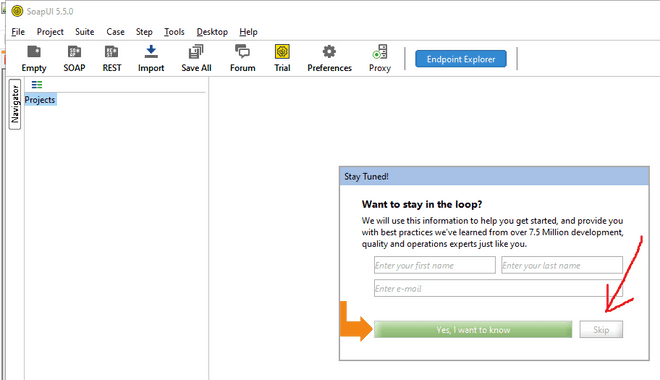 SoapUI 5.5.0
File Project Suite Case Step Tools Desktop Help
Empty SOAP REST Import Save All Forum Trial Preferences Proxy Endpoint Explorer
Navigator
Projects
Stay Tuned!
Want to stay in the loop?
We will use this information to help you get started, and provide you
with best practices we've learned from over 7.5 Million development,
quality and operations experts just like you.
Enter your first name Enter your last name
Enter e-mail
Yes, I want to know Skip